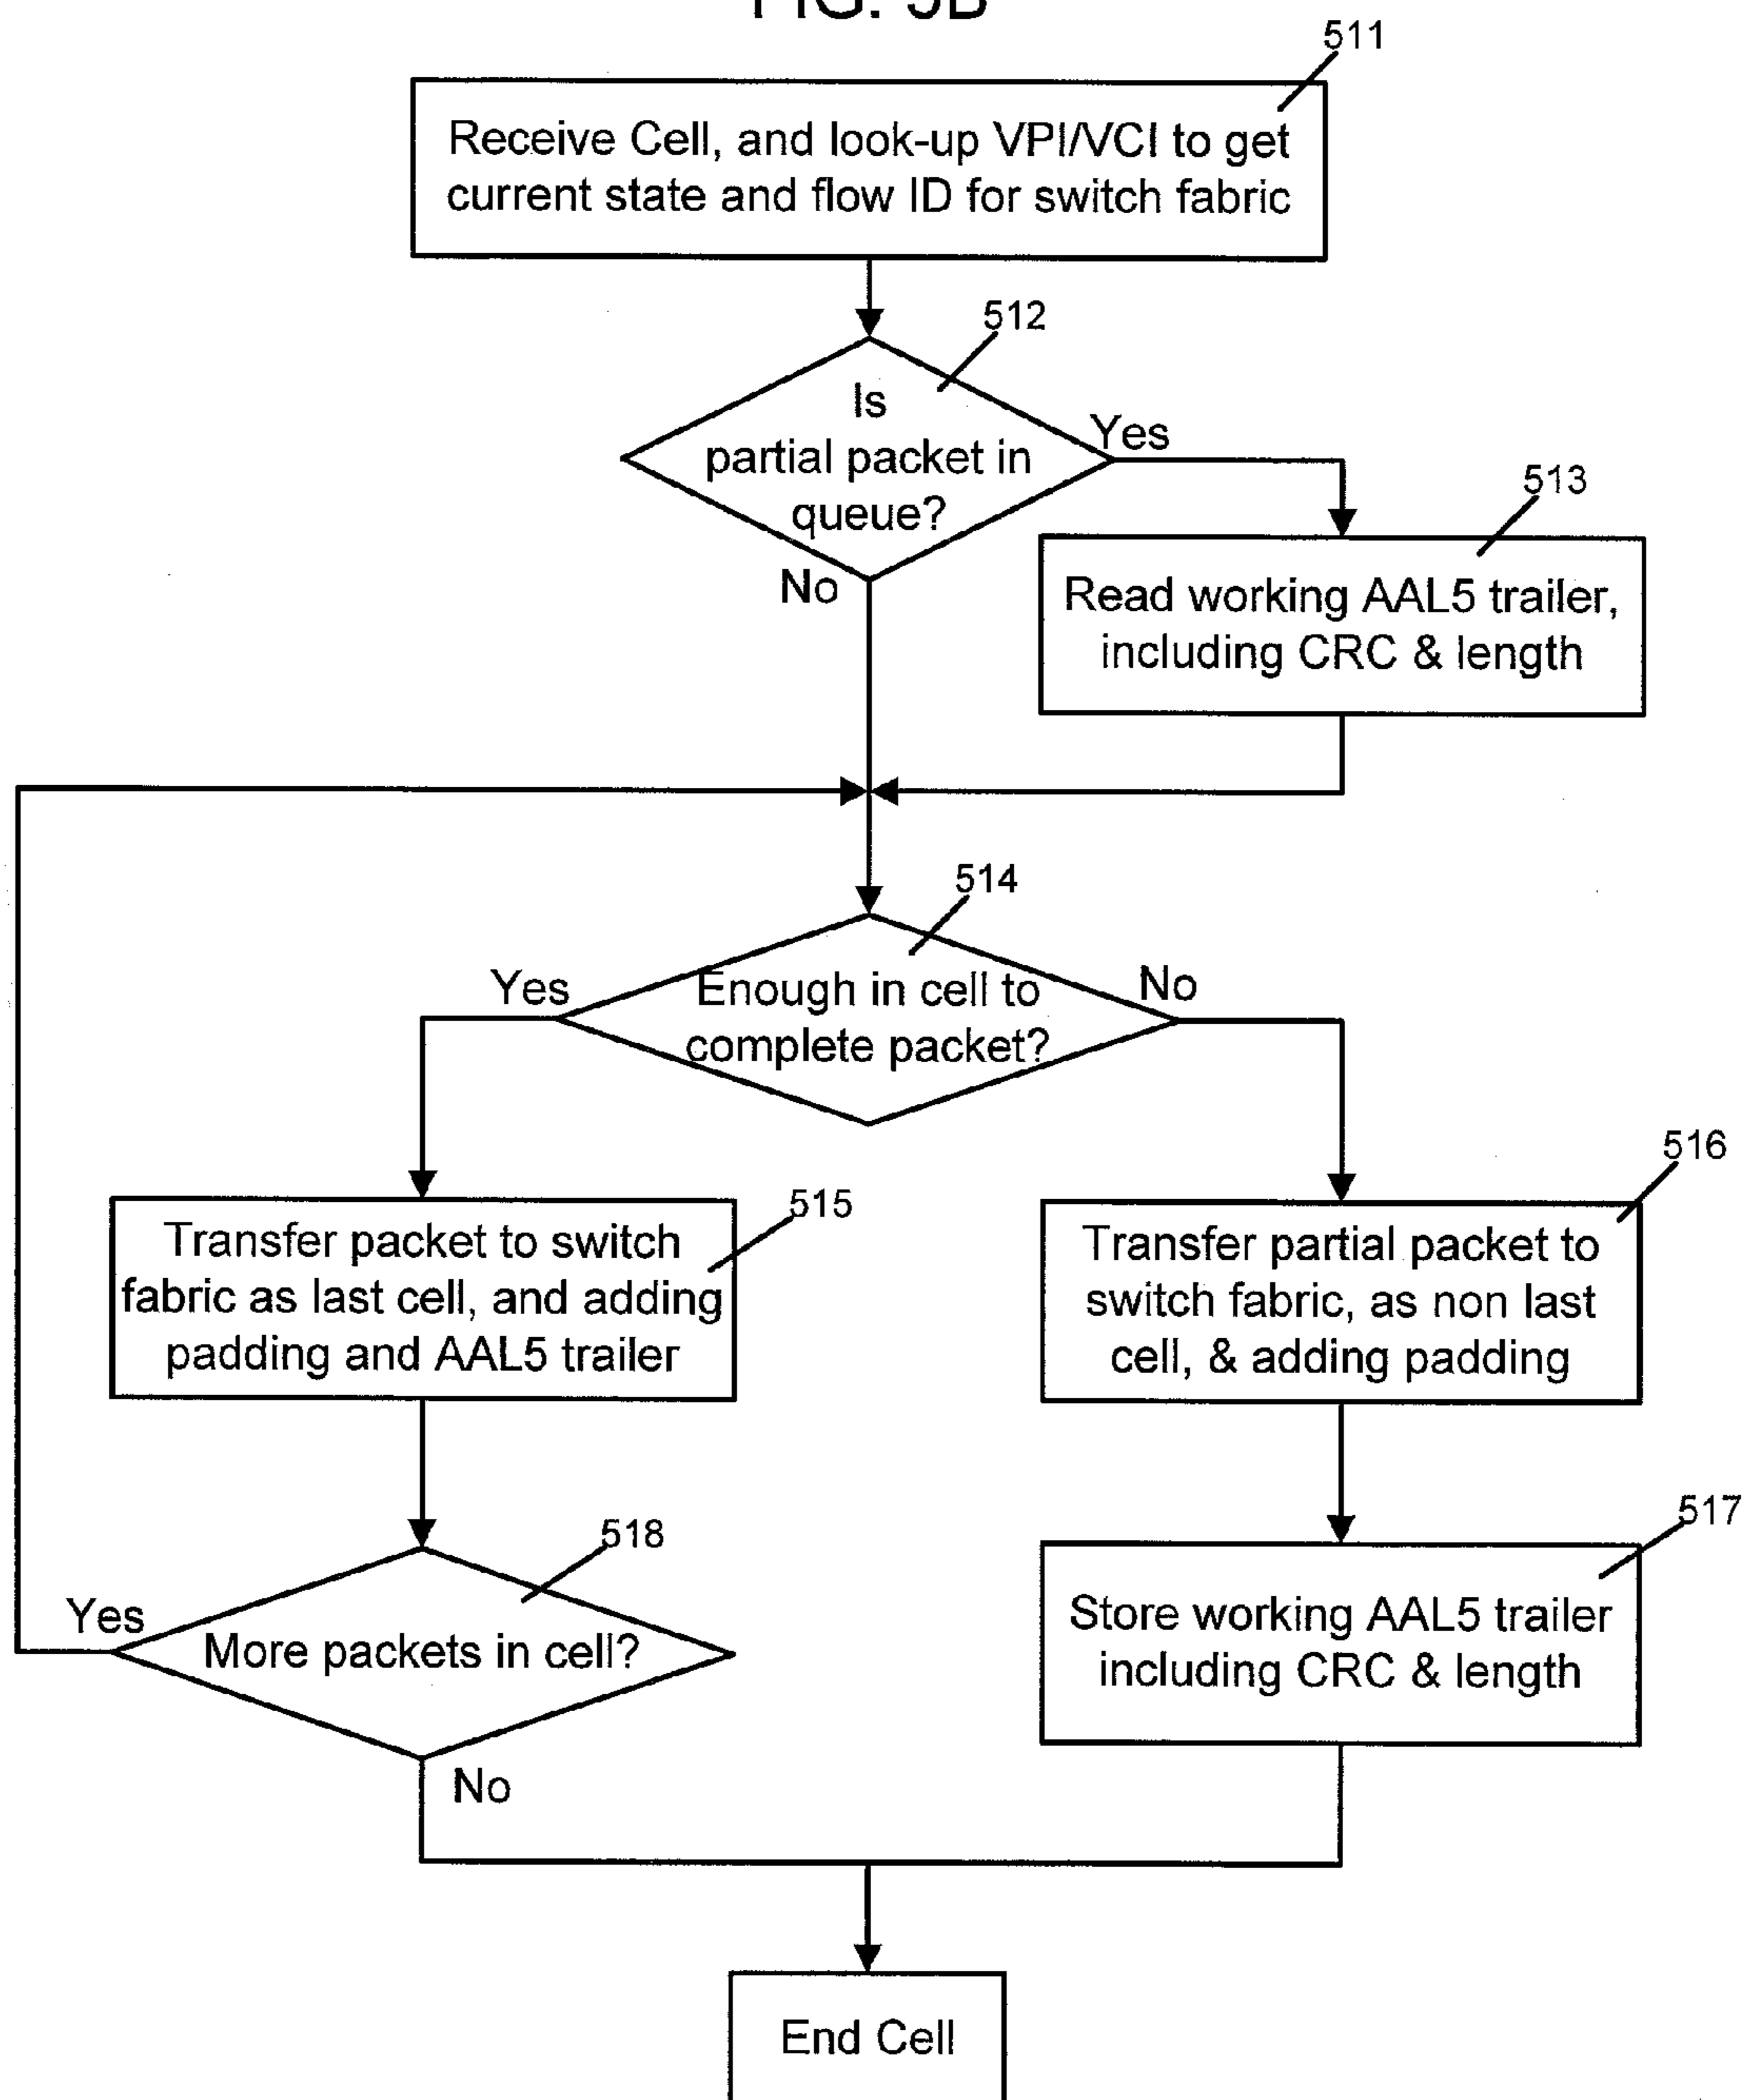 FIG. 5B
511
Receive Cell, and look-up VPI/VCI to get
current state and flow ID for switch fabric
512
Is
partial packet in
queue?
Yes
No
513
Read working AAL5 trailer,
including CRC & length
514
Enough in cell to
complete packet?
Yes
No
515
Transfer packet to switch
fabric as last cell, and adding
padding and AAL5 trailer
516
Transfer partial packet to
switch fabric, as non last
cell, & adding padding
517
Store working AAL5 trailer
including CRC & length
518
More packets in cell?
Yes
No
End Cell